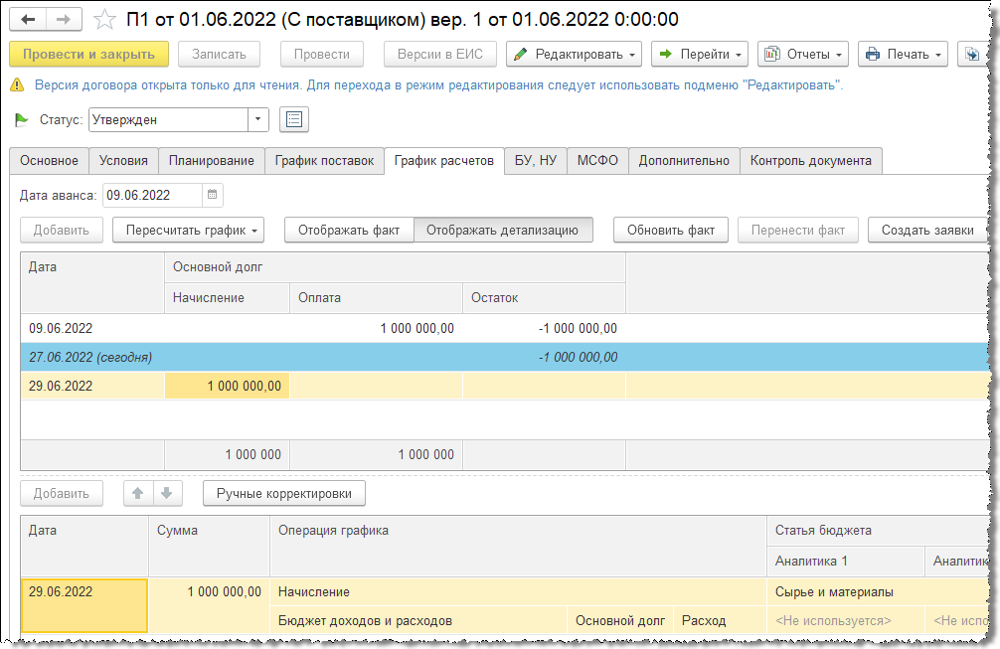 П1 от 01.06.2022 (С поставщиком) вер. 1 от 01.06.2022 0:00:00
Провести и закрыть Записать Провести Версии в ЕИС Редактировать Перейти Отчеты Печать
Версия договора открыта только для чтения. Для перехода в режим редактирования следует использовать подменю "Редактировать".
Статус: Утвержден
Основное Условия Планирование График поставок График расчетов БУ, НУ МСФО Дополнительно Контроль документа
Дата аванса: 09.06.2022
Добавить Пересчитать график Отображать факт Отображать детализацию Обновить факт Перенести факт Создать заявки
Дата Основной долг
Начисление Оплата Остаток
09.06.2022 1 000 000,00 -1 000 000,00
27.06.2022 (сегодня) -1 000 000,00
29.06.2022 1 000 000,00
1 000 000 1 000 000
Добавить Ручные корректировки
Дата Сумма Операция графика Статья бюджета
Аналитика 1 Аналитик
29.06.2022 1 000 000,00 Начисление Сырье и материалы
Бюджет доходов и расходов Основной долг Расход <Не используется> <Не испо